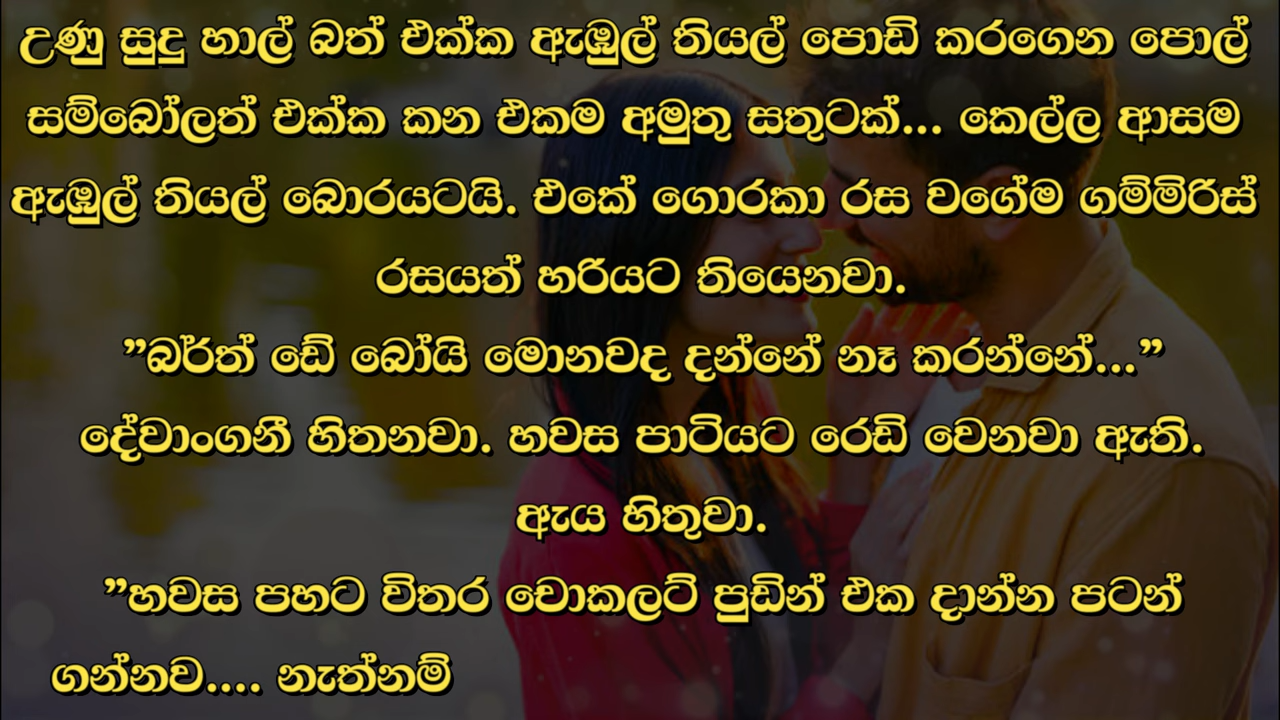 උණු සුදු හාල් බත් එක්ක ඇඹුල් තියල් පොඩි කරගෙන පොල්
සම්බෝලත් එක්ක කන එකම අමුතු සතුටක්... කෙල්ල ආසම
ඇඹුල් තියල් බොරයටයි. එකේ ගොරකා රස වගේම ගම්මිරිස්
රසයත් හරියට තියෙනවා.
”බර්ත් ඩේ බෝයි මොනවද දන්නේ නෑ කරන්නේ...”
දේවාංගනී හිතනවා. හවස පාටියට රෙඩි වෙනවා ඇති.
ඇය හිතුවා.
”හවස පහට විතර චොකලට් පුඩින් එක දාන්න පටන්
ගන්නව.... නැත්නම්